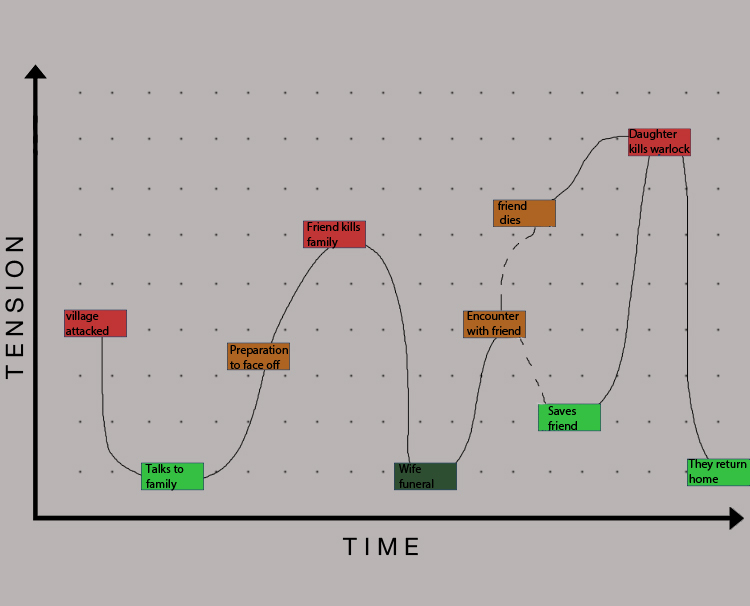 TENSION
village
attacked
Talks to
family
Preparation
to face off
Friend kills
family
Wife
funeral
Encounter
with friend
friend
dies
Saves
friend
Daughter
kills warlock
They return
home
TIME